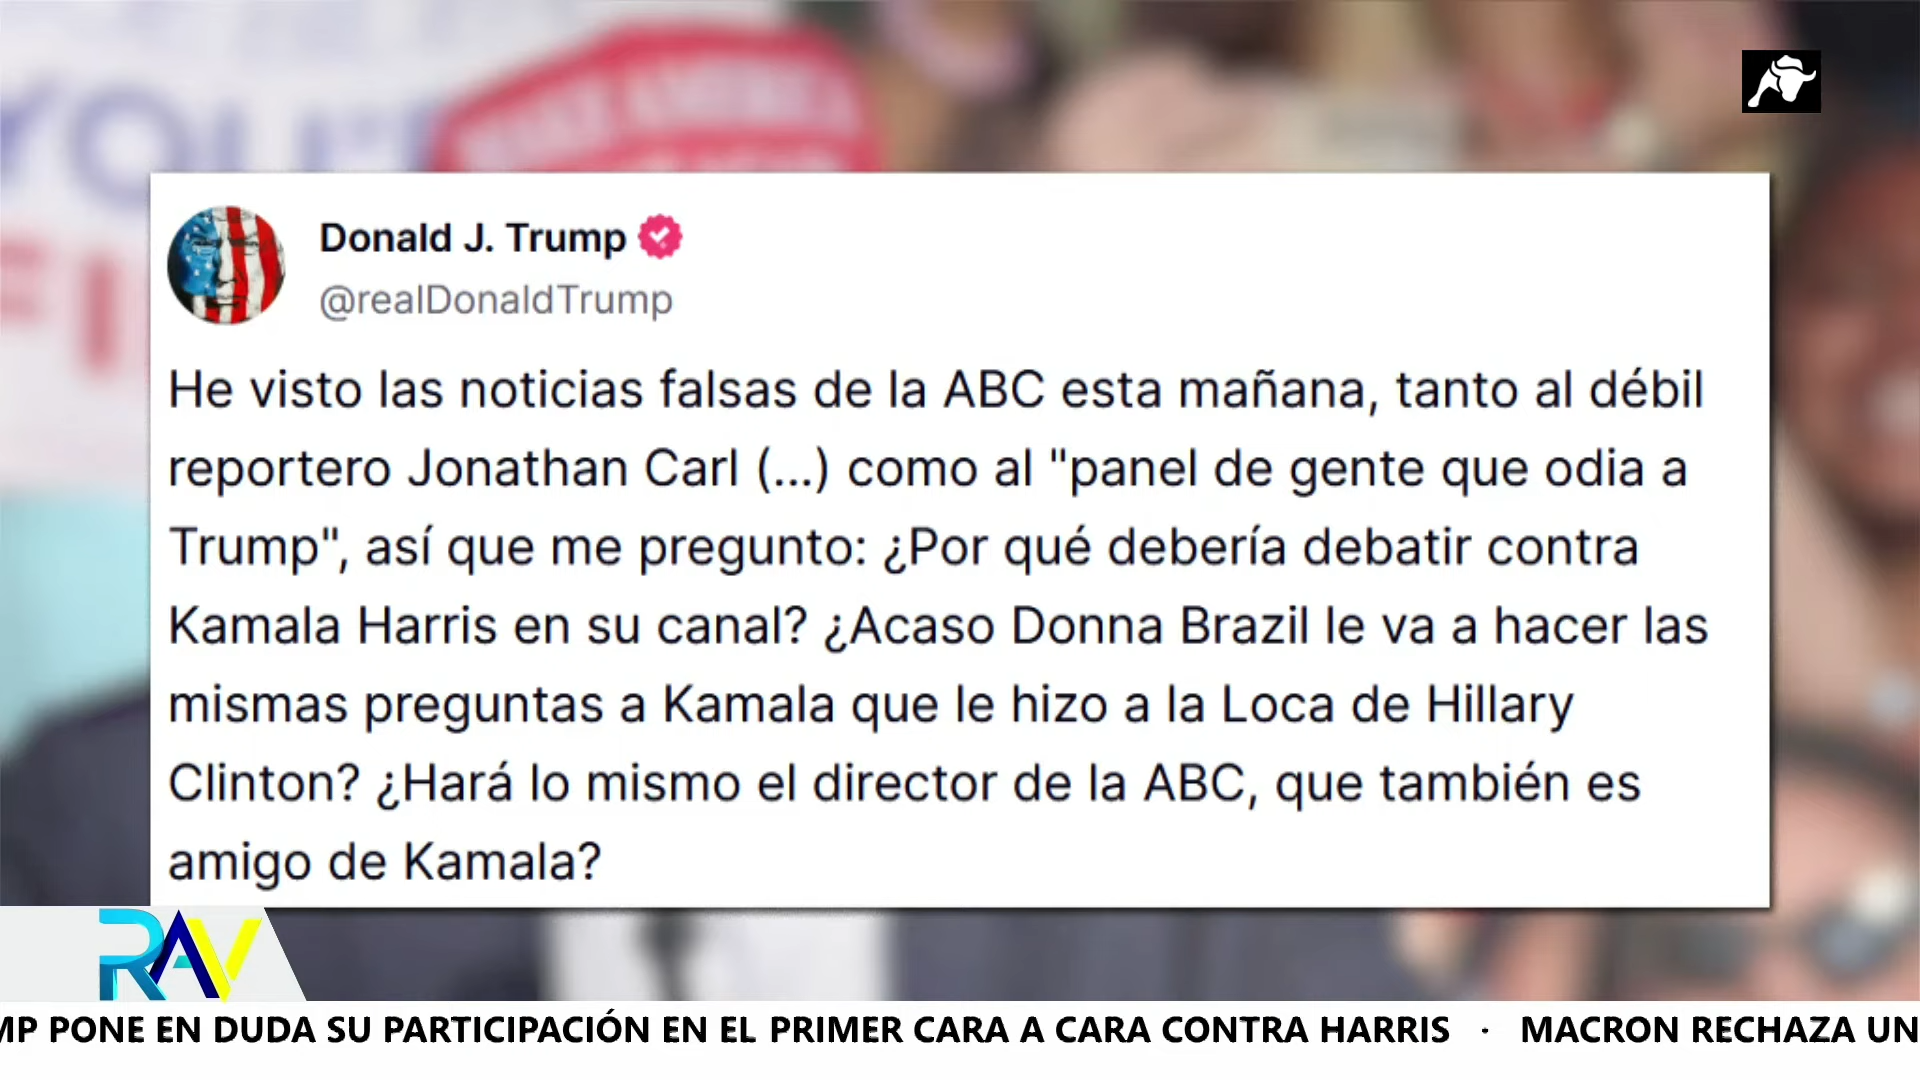 YOU'
FI
MAKE AMERICA
Donald J. Trump
@realDonaldTrump
He visto las noticias falsas de la ABC esta mañana, tanto al débil
reportero Jonathan Carl (...) como al "panel de gente que odia a
Trump", así que me pregunto: ¿Por qué debería debatir contra
Kamala Harris en su canal? ¿Acaso Donna Brazil le va a hacer las
mismas preguntas a Kamala que le hizo a la Loca de Hillary
Clinton? ¿Hará lo mismo el director de la ABC, que también es
amigo de Kamala?
RAV
MP PONE EN DUDA SU PARTICIPACIÓN EN EL PRIMER CARA A CARA CONTRA HARRIS · MACRON RECHAZA UN